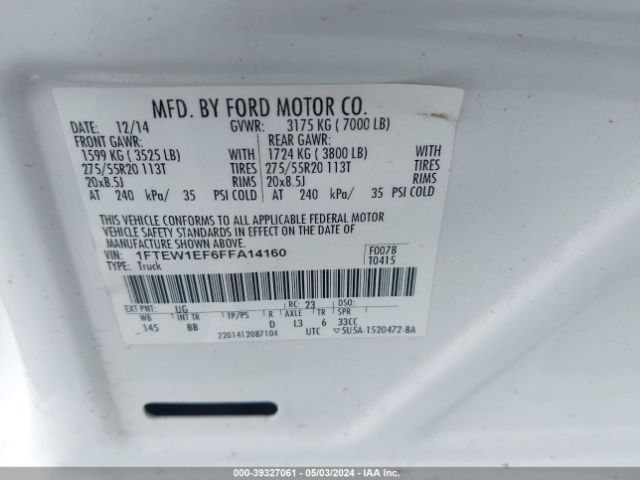 MFD. BY FORD MOTOR CO.
DATE: 12/14 GVWR: 3175 KG ( 7000 LB)
FRONT GAWR: REAR GAWR:
1599 KG ( 3525 LB) WITH 1724 KG ( 3800 LB) WITH
275/55R20 113T TIRES 275/55R20 113T TIRES
20x8.5J RIMS 20x8.5J RIMS
AT 240 kPa/ 35 PSI COLD AT 240 kPa/ 35 PSI COLD
THIS VEHICLE CONFORMS TO ALL APPLICABLE FEDERAL MOTOR
VEHICLE SAFETY STANDARDS IN EFFECT ON THE DATE OF
MANUFACTURE SHOWN ABOVE.
VIN: 1FTEW1EF6FFA14160 F0078
TYPE: Truck T0415
EXT PNT: UG RC: 23 DSO:
WB INT TR TP/PS R AXLE TR SPR
145 BB D L3 6 33CC
2201412087104 UTC ▽5U5A-1520472-BA
000-39327061 - 05/03/2024 - IAA Inc.